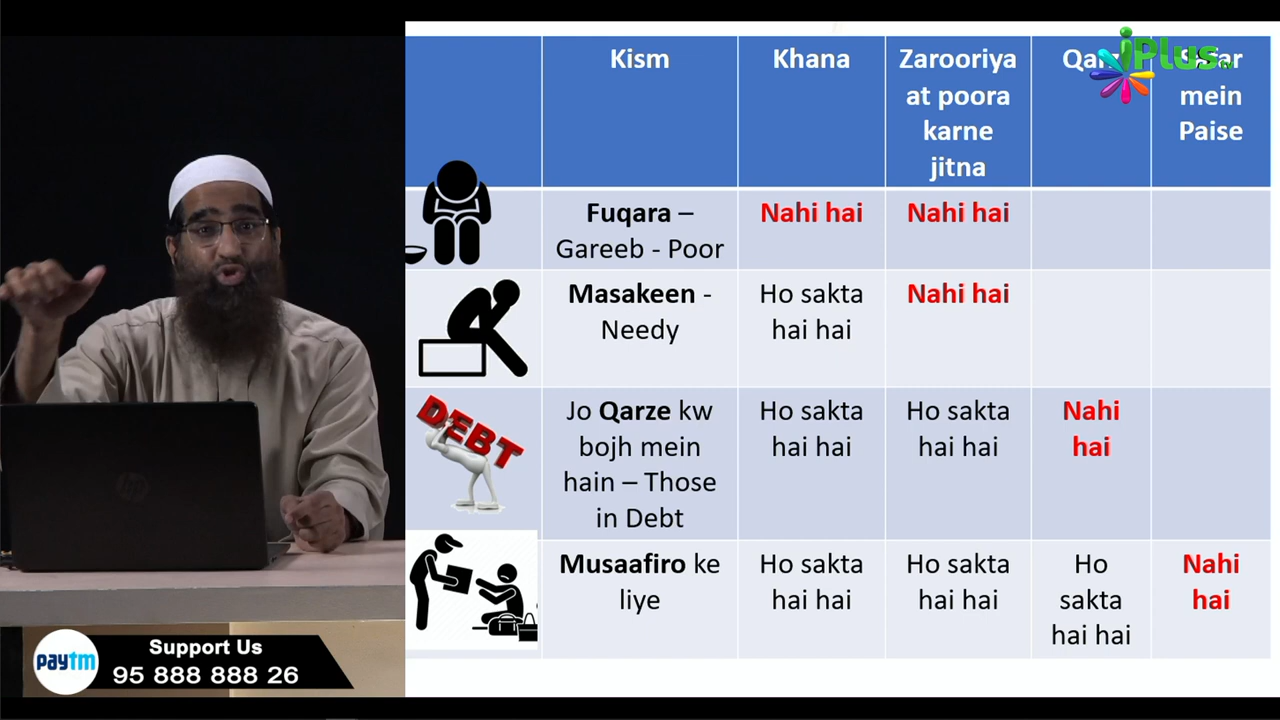 iPlus
Kism
Khana
Zarooriya
at poora
karne
jitna
mein
Paise
Fuqara –
Gareeb - Poor
Nahi hai
Nahi hai
Masakeen -
Needy
Ho sakta
hai hai
Nahi hai
DEBT
Jo Qarze kw
bojh mein
hain – Those
in Debt
Ho sakta
hai hai
Ho sakta
hai hai
Nahi
hai
Musaafiro ke
liye
Ho sakta
hai hai
Ho sakta
hai hai
Ho
sakta
hai hai
Nahi
hai
hp
paytm
Support Us
95 888 888 26